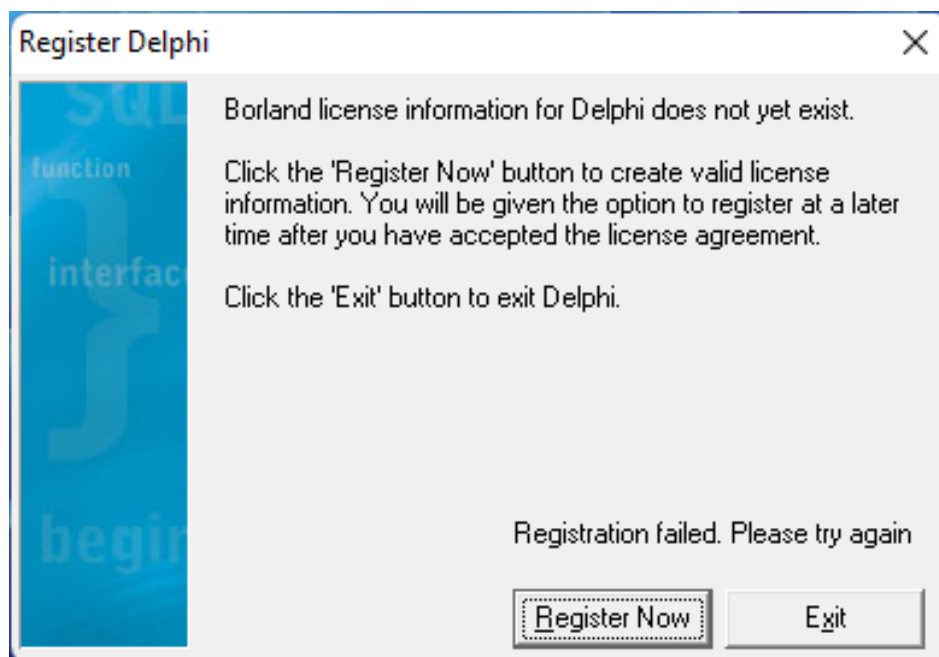 Register Delphi
SQL
function
interfac
begin
Borland license information for Delphi does not yet exist.
Click the 'Register Now' button to create valid license
information. You will be given the option to register at a later
time after you have accepted the license agreement.
Click the 'Exit' button to exit Delphi.
Registration failed. Please try again
Register Now
Exit